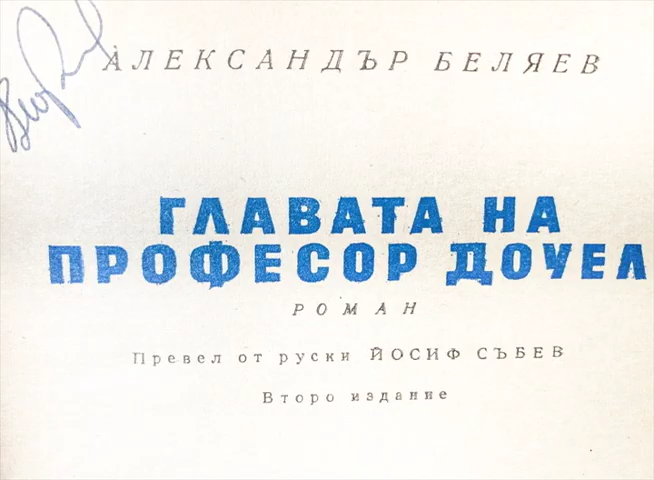 АЛЕКСАНДЪР БЕЛЯЕВ
ГЛАВАТА НА
ПРОФЕСОР ДОУЕЛ
РОМАН
Превел от руски ЙОСИФ СЪБЕВ
Второ издание